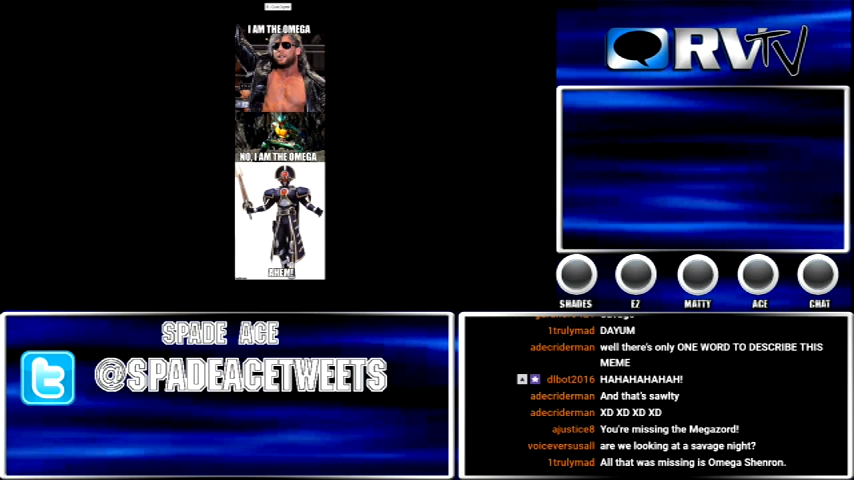 I AM THE OMEGA
NO, I AM THE OMEGA
AHEM!
RVTV
SHADES
EZ
MATTY
ACE
CHAT
SPADE ACE
@SPADEACETWEETS
1trulymad DAYUM
adecriderman well there's only ONE WORD TO DESCRIBE THIS
MEME
dlbot2016 HAHAHAHAHAH!
adecriderman And that's sawlty
adecriderman XD XD XD XD
ajustice8 You're missing the Megazord!
voiceversusall are we looking at a savage night?
1trulymad All that was missing is Omega Shenron.